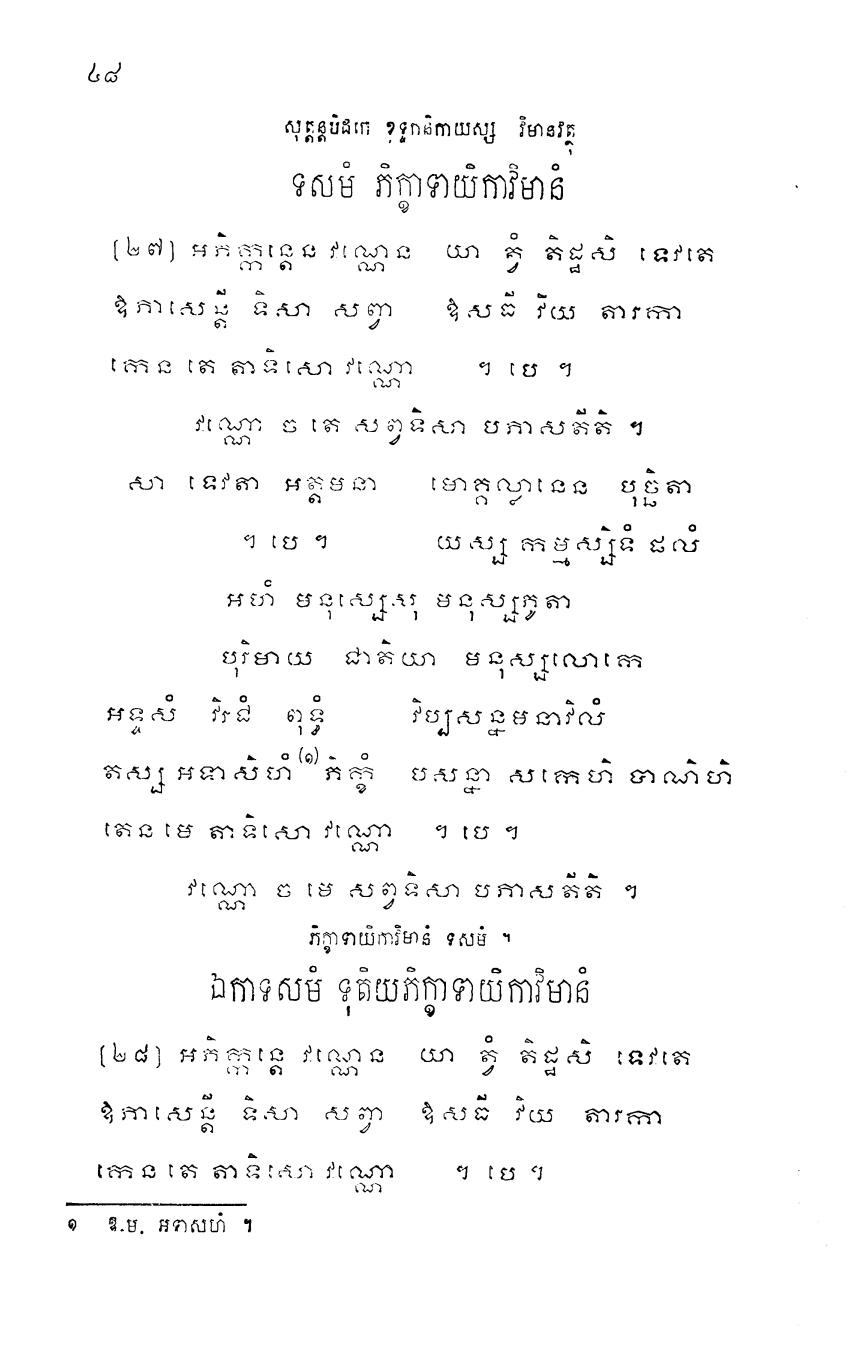 ៤៨
សុត្តន្តបិដកេ ខុទ្ទកនិកាយស្ស វិមានវត្ថុ
ទសមំ ភិក្ខាទាយិកាវិមានំ
[២៧] អភិក្កន្តេន វណ្ណេន យា ត្វំ តិដ្ឋសិ ទេវតេ
ឱភាសេន្តី ទិសា សព្វា ឱសធី វិយ តារកា
កេន តេ តាទិសោ វណ្ណោ ។ បេ ។
វណ្ណោ ច តេ សព្វទិសា បភាសតីតិ ។
សា ទេវតា អត្តមនា មោគ្គល្លានេន បុច្ឆិតា
។ បេ ។ យស្ស កម្មស្សិទំ ផលំ
អហំ មនុស្សេសុ មនុស្សភូតា
បុរិមាយ ជាតិយា មនុស្សលោកេ
អទ្ទសំ វិរជំ ពុទ្ធំ វិប្បសន្នមនាវិលំ
តស្ស អទាសិហំ (១) ភិក្ខំ បសន្នា សកេហិ បាណិហិ
តេន មេ តាទិសោ វណ្ណោ ។ បេ ។
វណ្ណោ ច មេ សព្វទិសា បភាសតីតិ ។
ភិក្ខាទាយិកាវិមានំ ទសមំ ។
ឯកាទសមំ ទុតិយភិក្ខាទាយិកាវិមានំ
[២៨] អភិក្កន្តេ វណ្ណេន យា ត្វំ តិដ្ឋសិ ទេវតេ
ឱភាសេន្តី ទិសា សព្វា ឱសធី វិយ តារកា
កេន តេ តាទិសោ វណ្ណោ ។ បេ ។
១ ឱ.ម. អទាសហំ ។